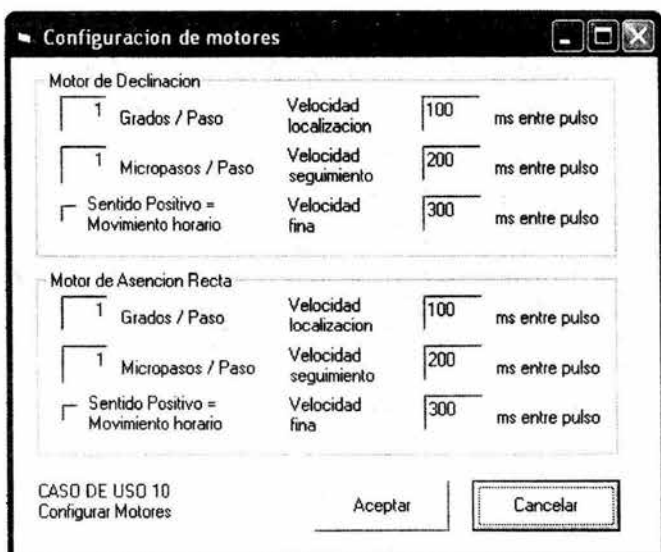 Configuracion de motores
Motor de Declinacion
1 Grados / Paso Velocidad localizacion 100 ms entre pulso
1 Micropasos / Paso Velocidad seguimiento 200 ms entre pulso
Sentido Positivo = Movimiento horario Velocidad fina 300 ms entre pulso
Motor de Asencion Recta
1 Grados / Paso Velocidad localizacion 100 ms entre pulso
1 Micropasos / Paso Velocidad seguimiento 200 ms entre pulso
Sentido Positivo = Movimiento horario Velocidad fina 300 ms entre pulso
CASO DE USO 10
Configurar Motores
Aceptar
Cancelar